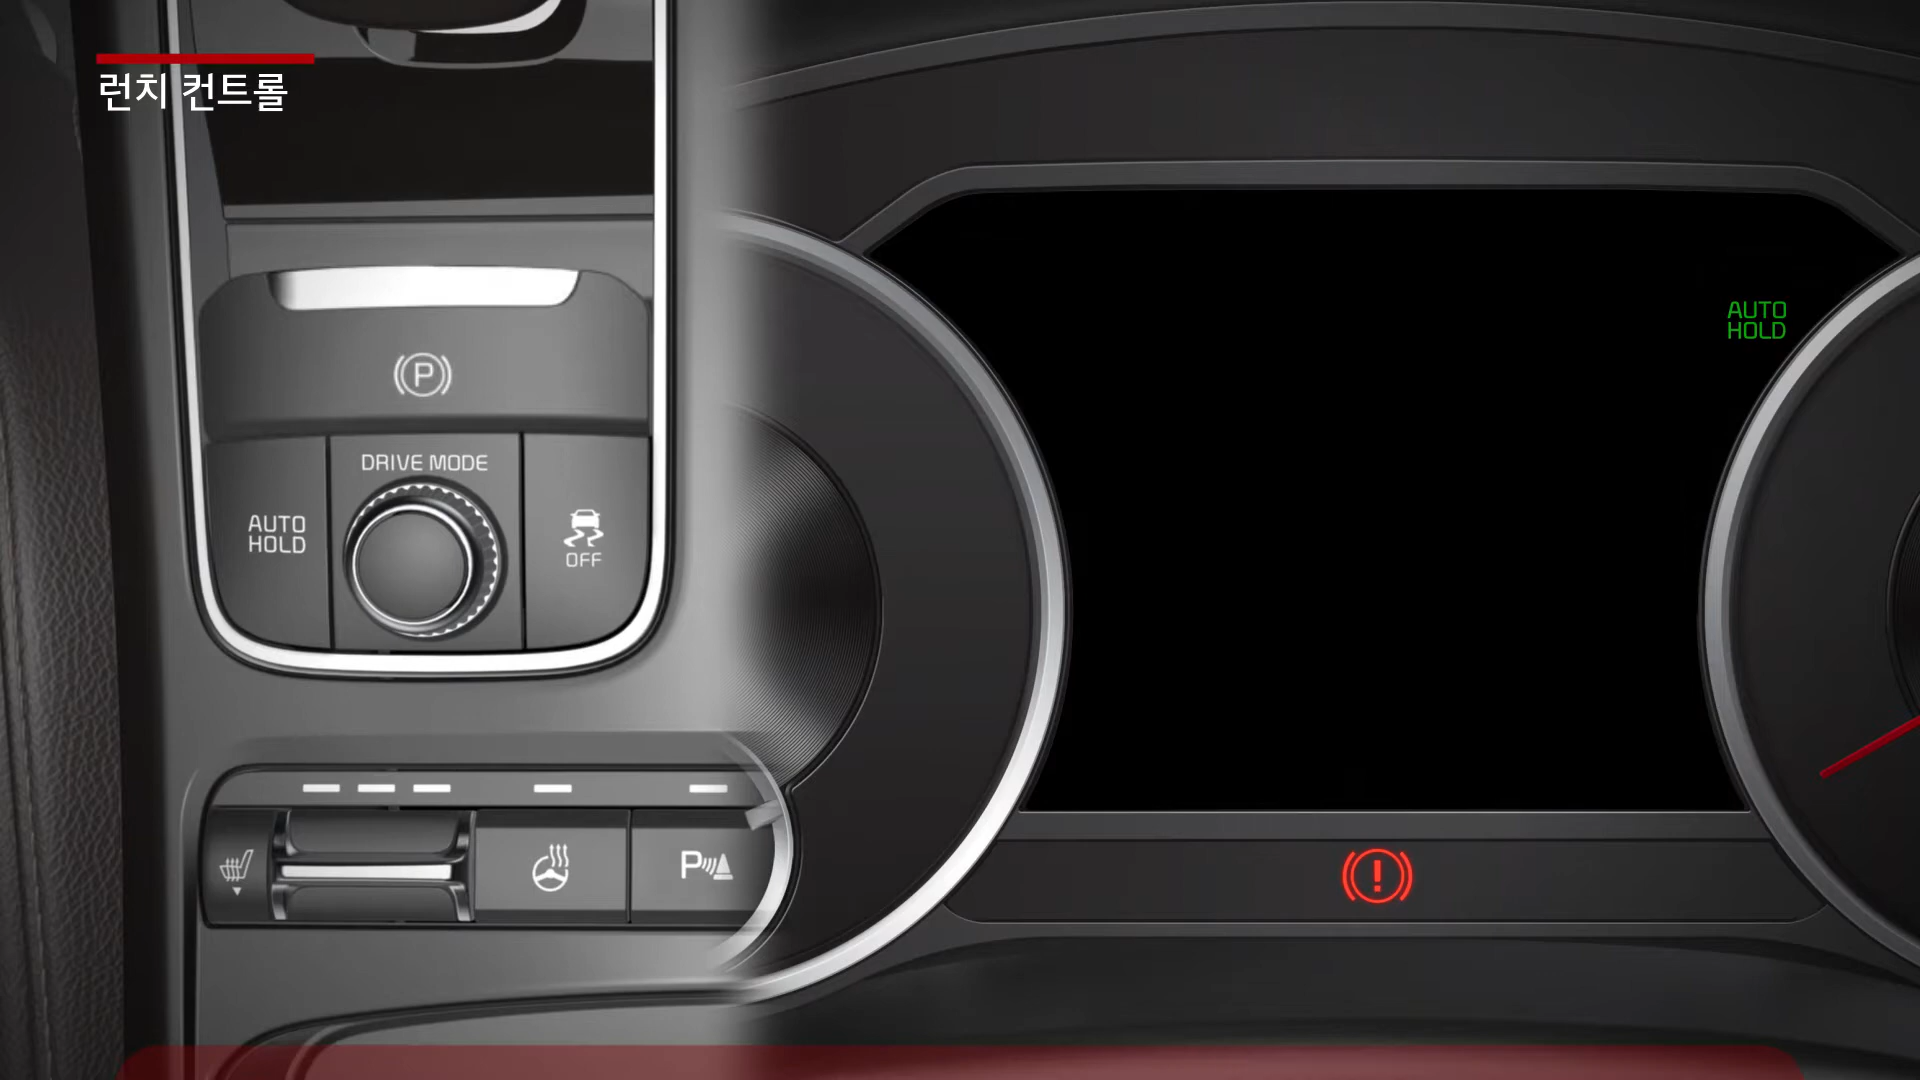 런치 컨트롤
P
DRIVE MODE
AUTO
HOLD
OFF
P
AUTO
HOLD
!